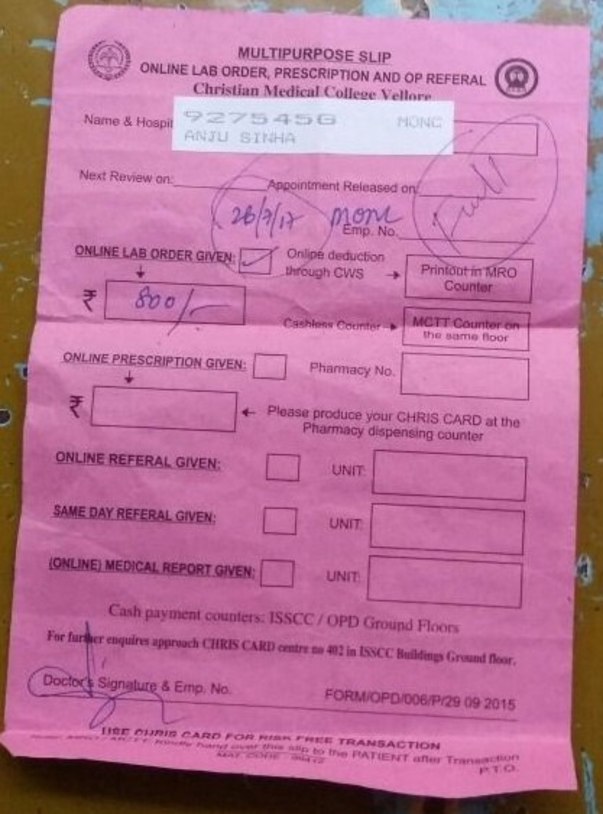 MULTIPURPOSE SLIP
ONLINE LAB ORDER, PRESCRIPTION AND OP REFERAL
Christian Medical College Vellore
Name & Hospi
927545G MONC
ANJU SINHA
Next Review on: Appointment Released on
26/7/17 MONC Full
Emp. No.
ONLINE LAB ORDER GIVEN: ✓ Online deduction through CWS → Printout in MRO Counter
↓
₹ 800/-
Cashless Counter → MCTT Counter on the same floor
ONLINE PRESCRIPTION GIVEN: Pharmacy No.
↓
₹ ← Please produce your CHRIS CARD at the
Pharmacy dispensing counter
ONLINE REFERAL GIVEN: UNIT:
SAME DAY REFERAL GIVEN: UNIT:
(ONLINE) MEDICAL REPORT GIVEN: UNIT:
Cash payment counters: ISSCC / OPD Ground Floors
For further enquires approach CHRIS CARD centre no 402 in ISSCC Buildings Ground floor.
Doctor's Signature & Emp. No. FORM/OPD/006/P/29 09 2015
USE CHRIS CARD FOR RISK FREE TRANSACTION
kindly hand over this slip to the PATIENT after Transaction
MAT. CODE
P.T.O.